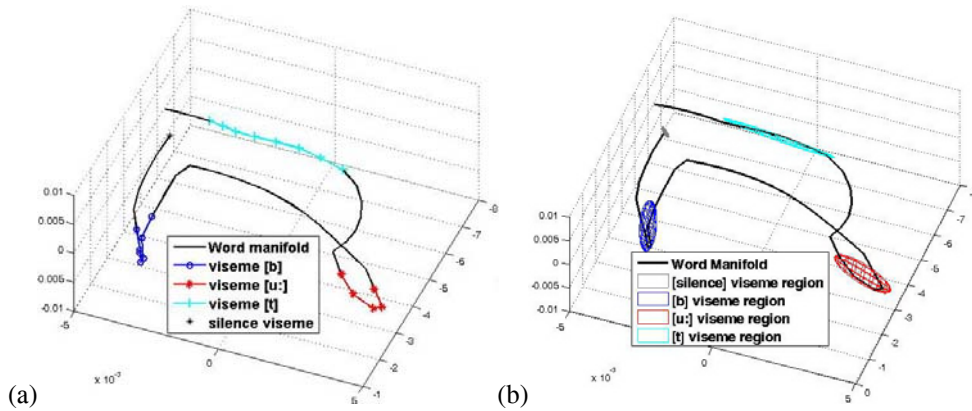 0.01
0.005
0
-0.005
-0.01
-5
0
5
x 10⁻³
-8
-7
-6
-5
-4
-3
-2
-1
Word manifold
viseme [b]
viseme [u:]
viseme [t]
silence viseme
(a)
0.01
0.005
0
-0.005
-0.01
-5
0
5
x 10⁻³
-7
-6
-5
-4
-3
-2
-1
0
Word Manifold
[silence] viseme region
[b] viseme region
[u:] viseme region
[t] viseme region
(b)